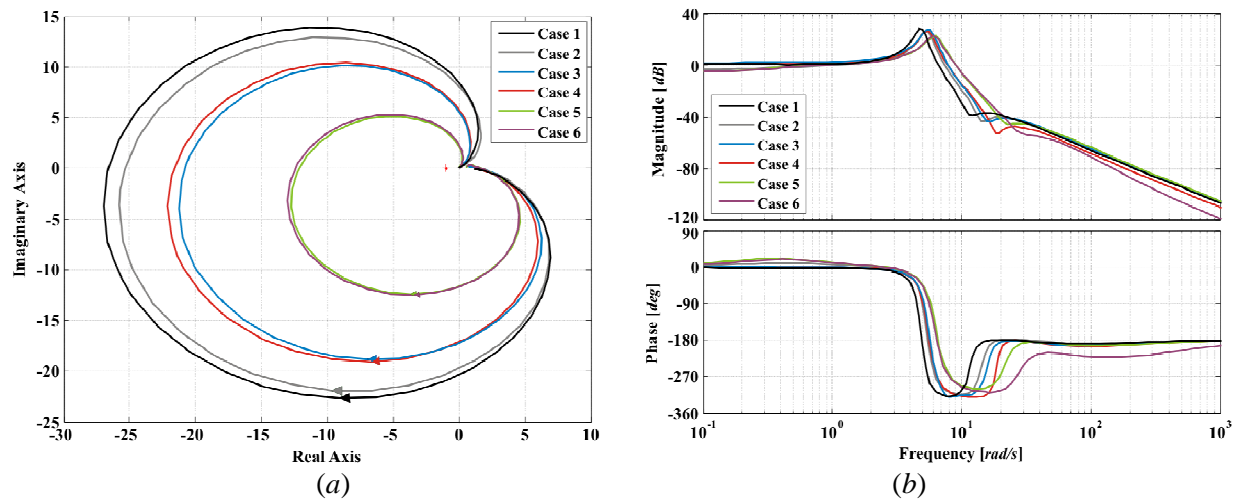 15
10
5
0
-5
-10
-15
-20
25
-30
-25
-20
-15
-10
-5
0
5
10
Imaginary Axis
Real Axis
Case 1
Case 2
Case 3
Case 4
Case 5
Case 6
(a)
40
0
-40
-80
-120
Magnitude [dB]
Case 1
Case 2
Case 3
Case 4
Case 5
Case 6
90
0
-90
-180
-270
-360
Phase [deg]
10^-1
10^0
10^1
10^2
10^3
Frequency [rad/s]
(b)